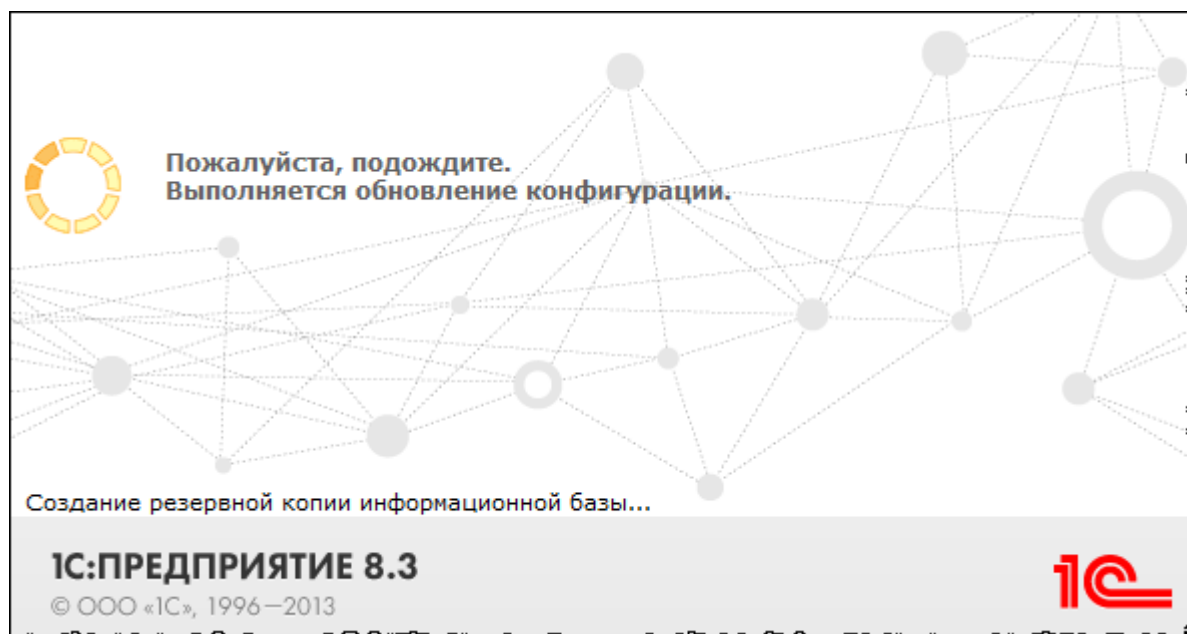 Пожалуйста, подождите.
Выполняется обновление конфигурации.
Создание резервной копии информационной базы...
1С:ПРЕДПРИЯТИЕ 8.3
© ООО «1С», 1996—2013
1С